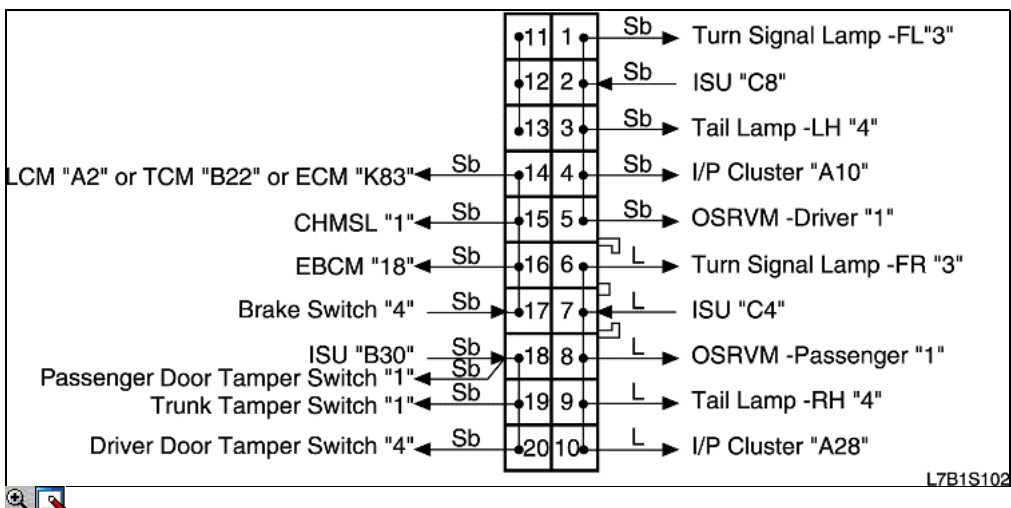 11 1 Sb Turn Signal Lamp -FL"3"
12 2 Sb ISU "C8"
13 3 Sb Tail Lamp -LH "4"
LCM "A2" or TCM "B22" or ECM "K83" Sb 14 4 Sb I/P Cluster "A10"
CHMSL "1" Sb 15 5 Sb OSRVM -Driver "1"
EBCM "18" Sb 16 6 L Turn Signal Lamp -FR "3"
Brake Switch "4" Sb 17 7 L ISU "C4"
ISU "B30" Sb 18 8 L OSRVM -Passenger "1"
Passenger Door Tamper Switch "1" Sb
Trunk Tamper Switch "1" Sb 19 9 L Tail Lamp -RH "4"
Driver Door Tamper Switch "4" Sb 20 10 L I/P Cluster "A28"
L7B1S102